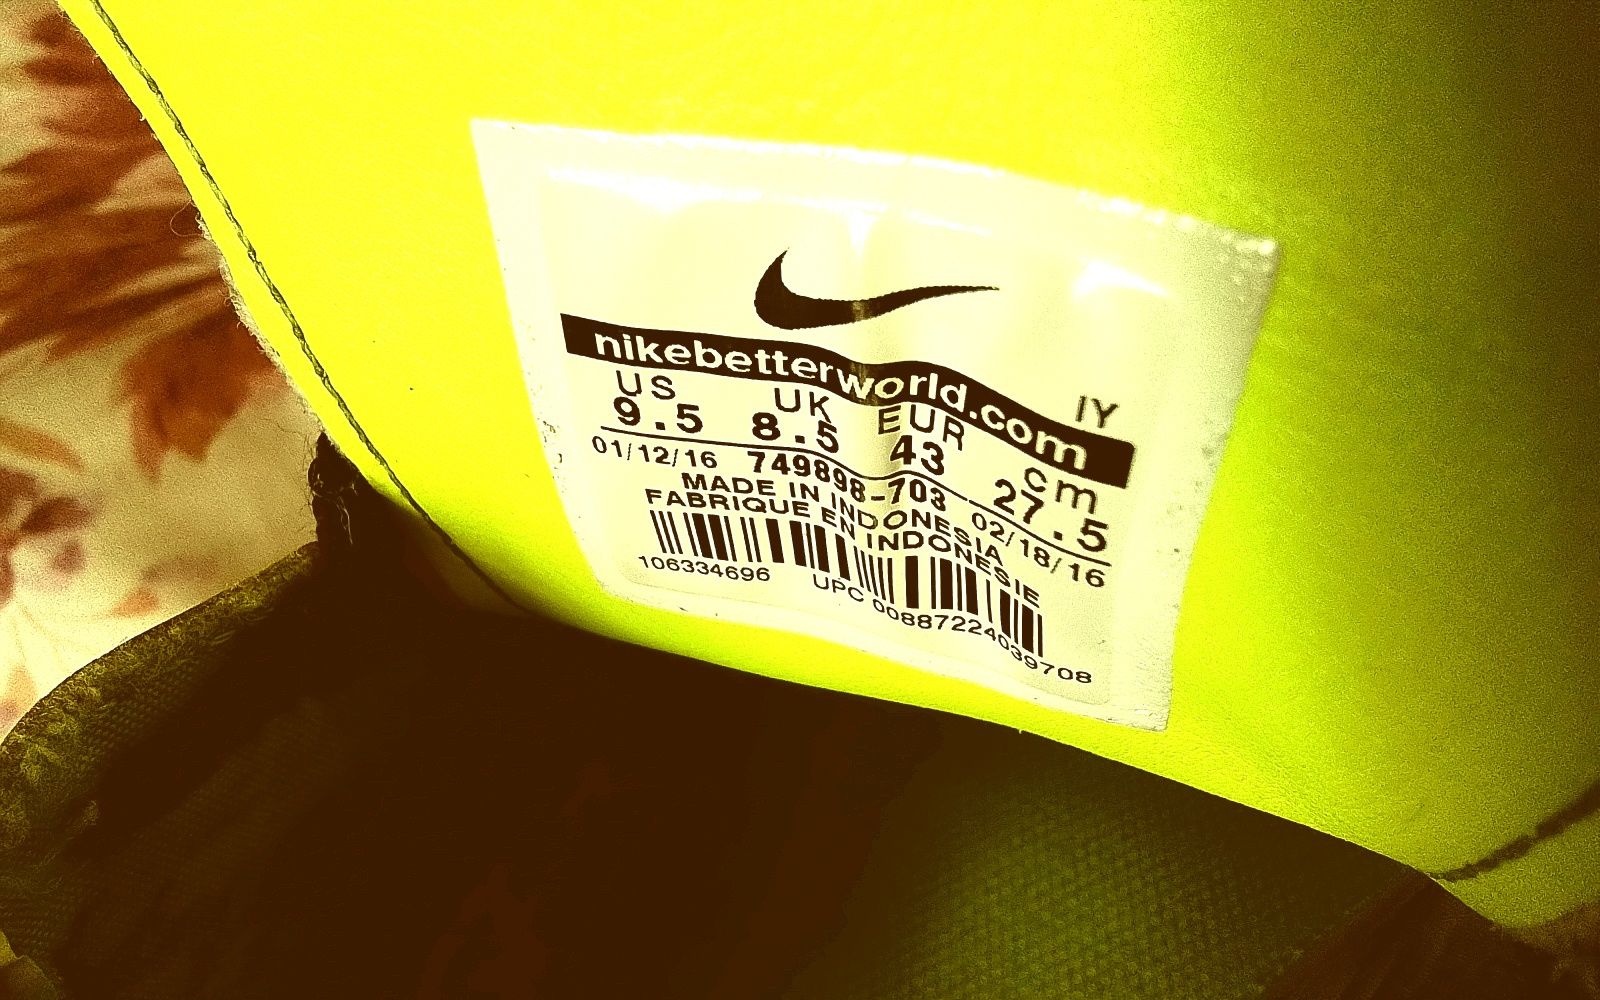 nikebetterworld.com
IY
US UK EUR cm
9.5 8.5 43 27.5
01/12/16 749898-703 02/18/16
MADE IN INDONESIA
FABRIQUE EN INDONESIE
106334696 UPC 00887224039708